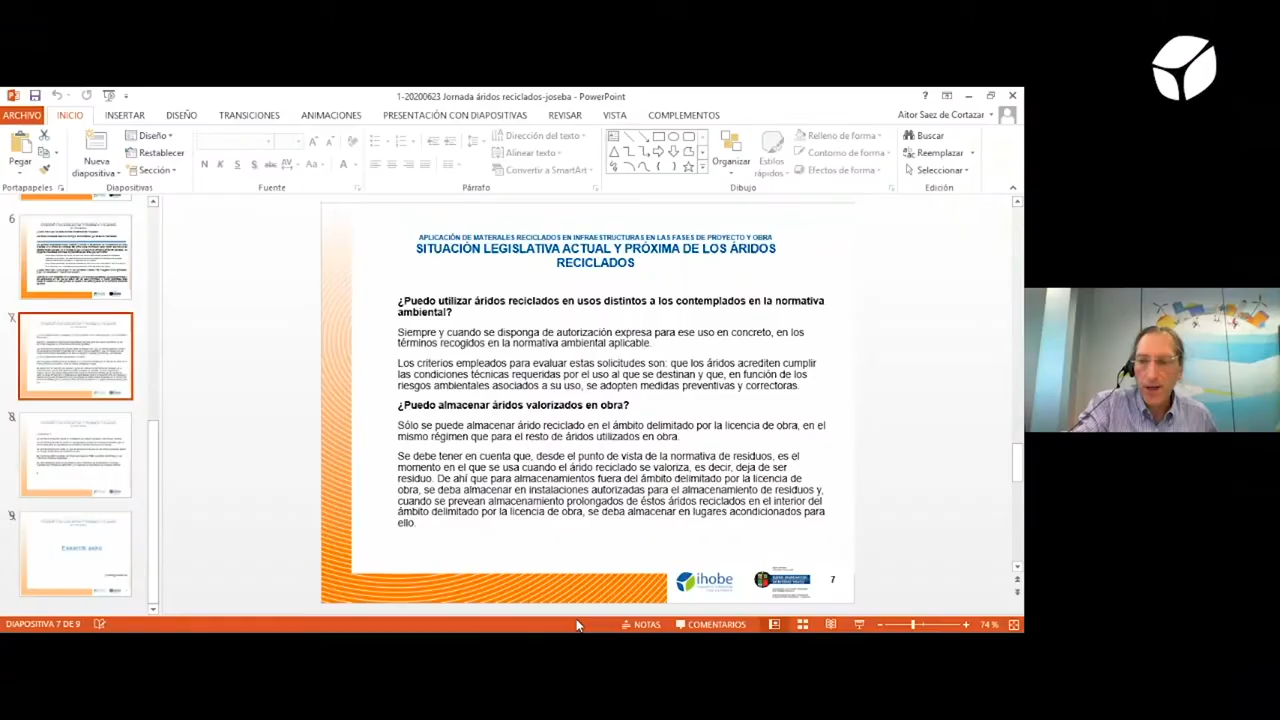 1-20200623 Jornada áridos reciclados-joseba - PowerPoint
ARCHIVO INICIO INSERTAR DISEÑO TRANSICIONES ANIMACIONES PRESENTACIÓN CON DIAPOSITIVAS REVISAR VISTA COMPLEMENTOS Aitor Saez de Cortazar
Pegar
Nueva diapositiva
Diseño
Restablecer
Sección
N K S S abc AV Aa A
Dirección del texto
Alinear texto
Convertir a SmartArt
Organizar
Estilos rápidos
Relleno de forma
Contorno de forma
Efectos de forma
Buscar
Reemplazar
Seleccionar
Portapapeles Diapositivas Fuente Párrafo Dibujo Edición
6
7
8
9
APLICACIÓN DE MATERIALES RECICLADOS EN INFRAESTRUCTURAS EN LAS FASES DE PROYECTO Y OBRA
SITUACIÓN LEGISLATIVA ACTUAL Y PRÓXIMA DE LOS ÁRIDOS
RECICLADOS
¿Puedo utilizar áridos reciclados en usos distintos a los contemplados en la normativa
ambiental?
Siempre y cuando se disponga de autorización expresa para ese uso en concreto, en los
términos recogidos en la normativa ambiental aplicable.
Los criterios empleados para evaluar estas solicitudes son: que los áridos acrediten cumplir
las condiciones técnicas requeridas por el uso al que se destinan y que, en función de los
riesgos ambientales asociados a su uso, se adopten medidas preventivas y correctoras.
¿Puedo almacenar áridos valorizados en obra?
Sólo se puede almacenar árido reciclado en el ámbito delimitado por la licencia de obra, en el
mismo régimen que para el resto de áridos utilizados en obra.
Se debe tener en cuenta que, desde el punto de vista de la normativa de residuos, es el
momento en el que se usa cuando el árido reciclado se valoriza, es decir, deja de ser
residuo. De ahí que para almacenamientos fuera del ámbito delimitado por la licencia de
obra, se deba almacenar en instalaciones autorizadas para el almacenamiento de residuos y,
cuando se prevean almacenamiento prolongados de éstos áridos reciclados en el interior del
ámbito delimitado por la licencia de obra, se deba almacenar en lugares acondicionados para
ello.
ihobe
7
DIAPOSITIVA 7 DE 9 NOTAS COMENTARIOS 74 %